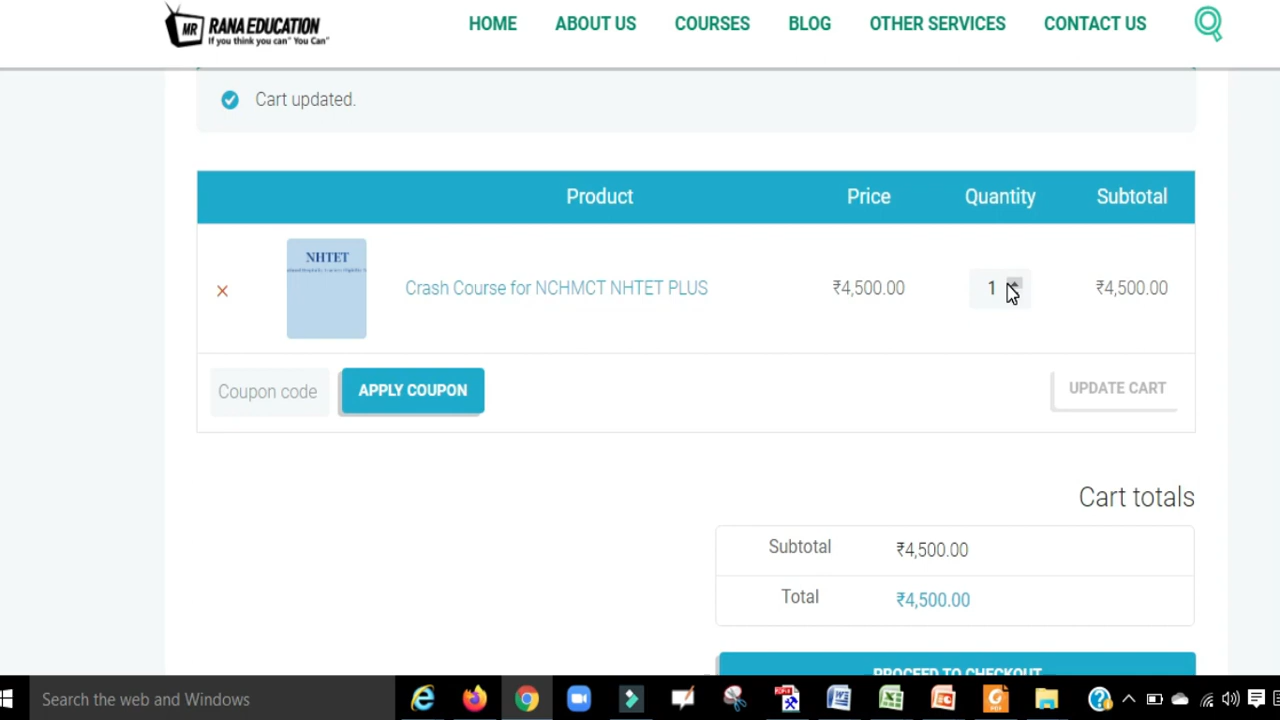 MR RANA EDUCATION
If you think you can" You Can"
HOME ABOUT US COURSES BLOG OTHER SERVICES CONTACT US
Cart updated.
Product Price Quantity Subtotal
NHTET
× Crash Course for NCHMCT NHTET PLUS ₹4,500.00 1 ₹4,500.00
Coupon code APPLY COUPON UPDATE CART
Cart totals
Subtotal ₹4,500.00
Total ₹4,500.00
PROCEED TO CHECKOUT
Search the web and Windows